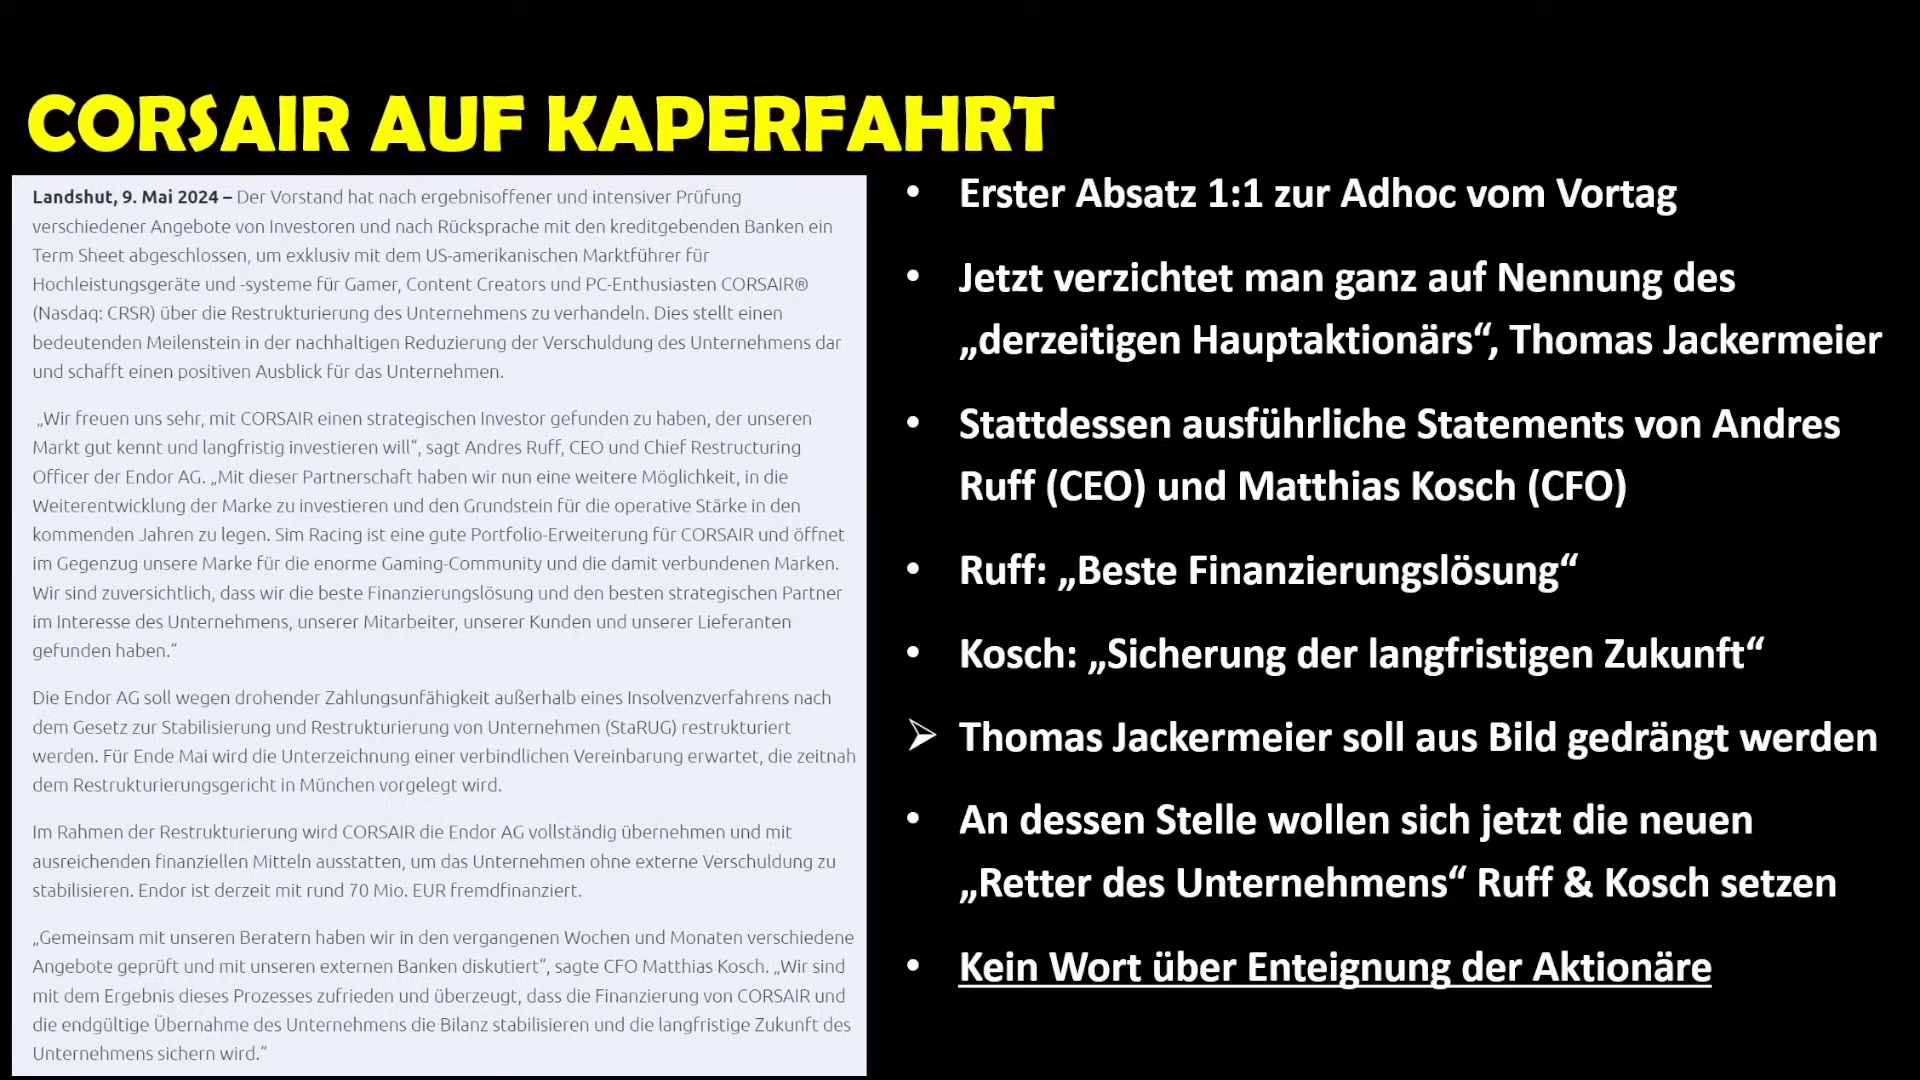 CORSAIR AUF KAPERFAHRT
Landshut, 9. Mai 2024 – Der Vorstand hat nach ergebnisoffener und intensiver Prüfung
verschiedener Angebote von Investoren und nach Rücksprache mit den kreditgebenden Banken ein
Term Sheet abgeschlossen, um exklusiv mit dem US-amerikanischen Marktführer für
Hochleistungsgeräte und -systeme für Gamer, Content Creators und PC-Enthusiasten CORSAIR®
(Nasdaq: CRSR) über die Restrukturierung des Unternehmens zu verhandeln. Dies stellt einen
bedeutenden Meilenstein in der nachhaltigen Reduzierung der Verschuldung des Unternehmens dar
und schafft einen positiven Ausblick für das Unternehmen.
„Wir freuen uns sehr, mit CORSAIR einen strategischen Investor gefunden zu haben, der unseren
Markt gut kennt und langfristig investieren will“, sagt Andres Ruff, CEO und Chief Restructuring
Officer der Endor AG. „Mit dieser Partnerschaft haben wir nun eine weitere Möglichkeit, in die
Weiterentwicklung der Marke zu investieren und den Grundstein für die operative Stärke in den
kommenden Jahren zu legen. Sim Racing ist eine gute Portfolio-Erweiterung für CORSAIR und öffnet
im Gegenzug unsere Marke für die enorme Gaming-Community und die damit verbundenen Marken.
Wir sind zuversichtlich, dass wir die beste Finanzierungslösung und den besten strategischen Partner
im Interesse des Unternehmens, unserer Mitarbeiter, unserer Kunden und unserer Lieferanten
gefunden haben.“
Die Endor AG soll wegen drohender Zahlungsunfähigkeit außerhalb eines Insolvenzverfahrens nach
dem Gesetz zur Stabilisierung und Restrukturierung von Unternehmen (StaRUG) restrukturiert
werden. Für Ende Mai wird die Unterzeichnung einer verbindlichen Vereinbarung erwartet, die zeitnah
dem Restrukturierungsgericht in München vorgelegt wird.
Im Rahmen der Restrukturierung wird CORSAIR die Endor AG vollständig übernehmen und mit
ausreichenden finanziellen Mitteln ausstatten, um das Unternehmen ohne externe Verschuldung zu
stabilisieren. Endor ist derzeit mit rund 70 Mio. EUR fremdfinanziert.
„Gemeinsam mit unseren Beratern haben wir in den vergangenen Wochen und Monaten verschiedene
Angebote geprüft und mit unseren externen Banken diskutiert“, sagte CFO Matthias Kosch. „Wir sind
mit dem Ergebnis dieses Prozesses zufrieden und überzeugt, dass die Finanzierung von CORSAIR und
die endgültige Übernahme des Unternehmens die Bilanz stabilisieren und die langfristige Zukunft des
Unternehmens sichern wird.“
• Erster Absatz 1:1 zur Adhoc vom Vortag
• Jetzt verzichtet man ganz auf Nennung des
„derzeitigen Hauptaktionärs“, Thomas Jackermeier
• Stattdessen ausführliche Statements von Andres
Ruff (CEO) und Matthias Kosch (CFO)
• Ruff: „Beste Finanzierungslösung“
• Kosch: „Sicherung der langfristigen Zukunft“
➢ Thomas Jackermeier soll aus Bild gedrängt werden
• An dessen Stelle wollen sich jetzt die neuen
„Retter des Unternehmens“ Ruff & Kosch setzen
• Kein Wort über Enteignung der Aktionäre